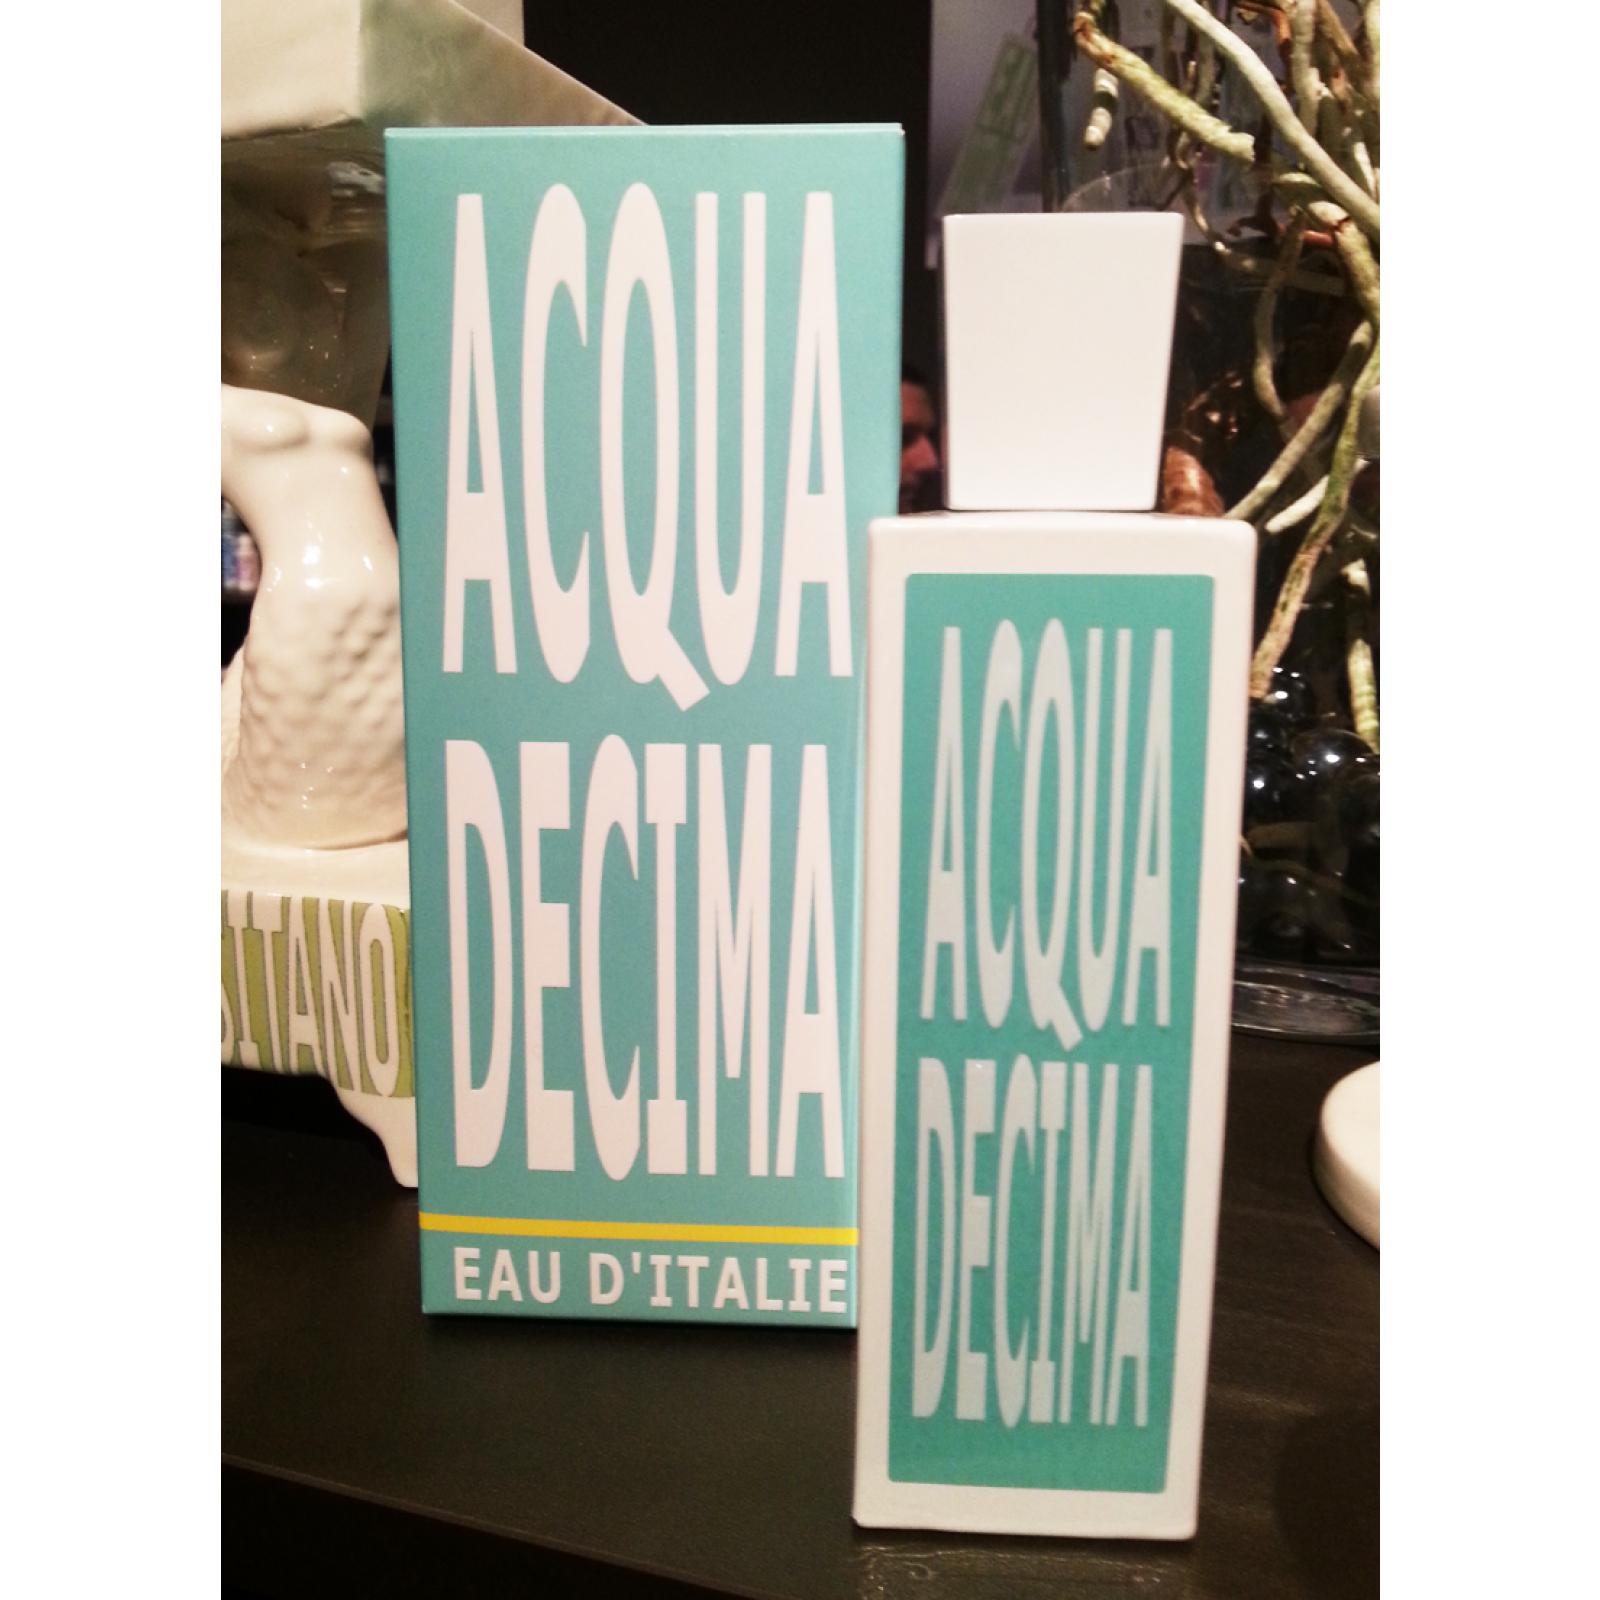 ACQUA
DECIMA
EAU D'ITALIE
ACQUA
DECIMA
SITANO